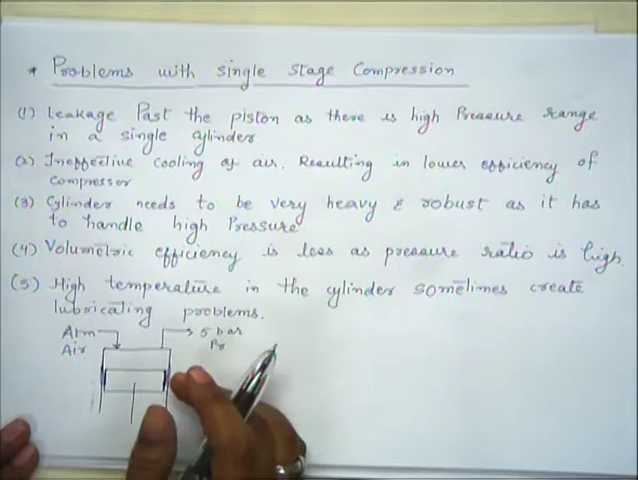 * Problems with single stage Compression
(1) Leakage Past the piston as there is high Pressure range
in a single cylinder
(2) Ineffective cooling of air. Resulting in lower efficiency of
compressor
(3) Cylinder needs to be very heavy & robust as it has
to handle high Pressure
(4) Volumetric efficiency is less as pressure ratio is high.
(5) High temperature in the cylinder sometimes create
lubricating problems.
Atm
Air
5 bar
Pr